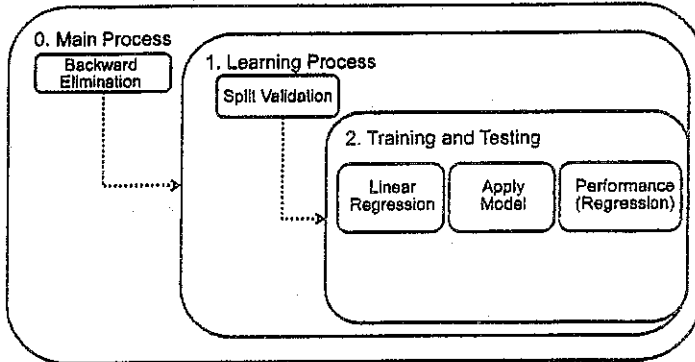 0. Main Process
Backward
Elimination
1. Learning Process
Split Validation
2. Training and Testing
Linear
Regression
Apply
Model
Performance
(Regression)